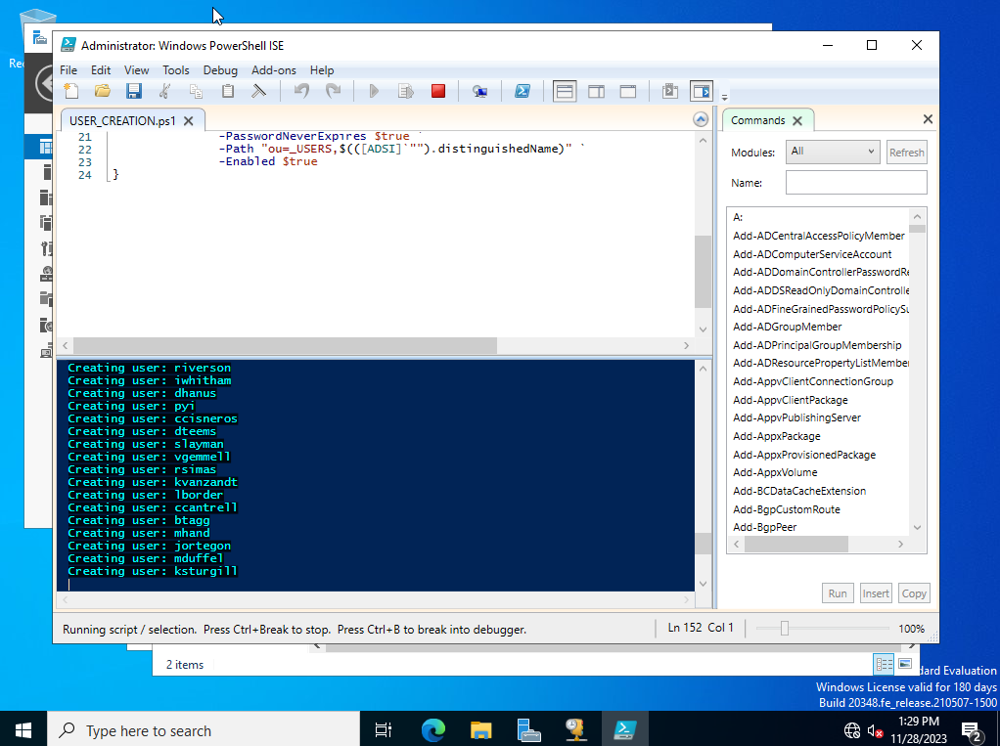 Administrator: Windows PowerShell ISE
File Edit View Tools Debug Add-ons Help
USER_CREATION.ps1
21 -PasswordNeverExpires $true `
22 -Path "ou=_USERS,$(([ADSI]`"").distinguishedName)" `
23 -Enabled $true
24 }
Creating user: riverson
Creating user: iwhitham
Creating user: dhanus
Creating user: pyi
Creating user: ccisneros
Creating user: dteems
Creating user: slayman
Creating user: vgemmell
Creating user: rsimas
Creating user: kvanzandt
Creating user: lborder
Creating user: ccantrell
Creating user: btagg
Creating user: mhand
Creating user: jortegon
Creating user: mduffel
Creating user: ksturgill
Commands
Modules: All Refresh
Name:
A:
Add-ADCentralAccessPolicyMember
Add-ADComputerServiceAccount
Add-ADDomainControllerPasswordRe
Add-ADDSReadOnlyDomainControlle
Add-ADFineGrainedPasswordPolicySu
Add-ADGroupMember
Add-ADPrincipalGroupMembership
Add-ADResourcePropertyListMember
Add-AppvClientConnectionGroup
Add-AppvClientPackage
Add-AppvPublishingServer
Add-AppxPackage
Add-AppxProvisionedPackage
Add-AppxVolume
Add-BCDataCacheExtension
Add-BgpCustomRoute
Add-BgpPeer
Run Insert Copy
Running script / selection. Press Ctrl+Break to stop. Press Ctrl+B to break into debugger.
Ln 152 Col 1
100%
2 items
dard Evaluation
Windows License valid for 180 days
Build 20348.fe_release.210507-1500
Type here to search
1:29 PM
11/28/2023
2